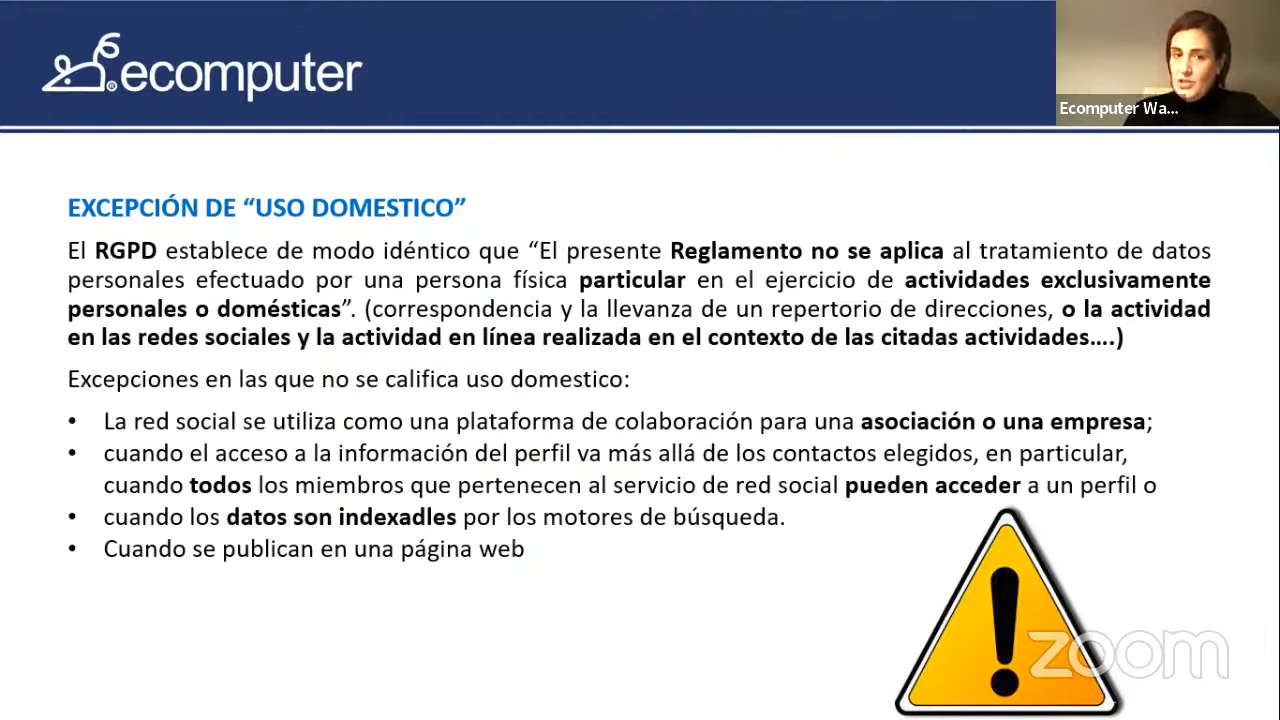 ecomputer
Ecomputer Wa...
EXCEPCIÓN DE “USO DOMESTICO”
El RGPD establece de modo idéntico que “El presente Reglamento no se aplica al tratamiento de datos
personales efectuado por una persona física particular en el ejercicio de actividades exclusivamente
personales o domésticas”. (correspondencia y la llevanza de un repertorio de direcciones, o la actividad
en las redes sociales y la actividad en línea realizada en el contexto de las citadas actividades….)
Excepciones en las que no se califica uso domestico:
• La red social se utiliza como una plataforma de colaboración para una asociación o una empresa;
• cuando el acceso a la información del perfil va más allá de los contactos elegidos, en particular,
cuando todos los miembros que pertenecen al servicio de red social pueden acceder a un perfil o
• cuando los datos son indexadles por los motores de búsqueda.
• Cuando se publican en una página web
zoom